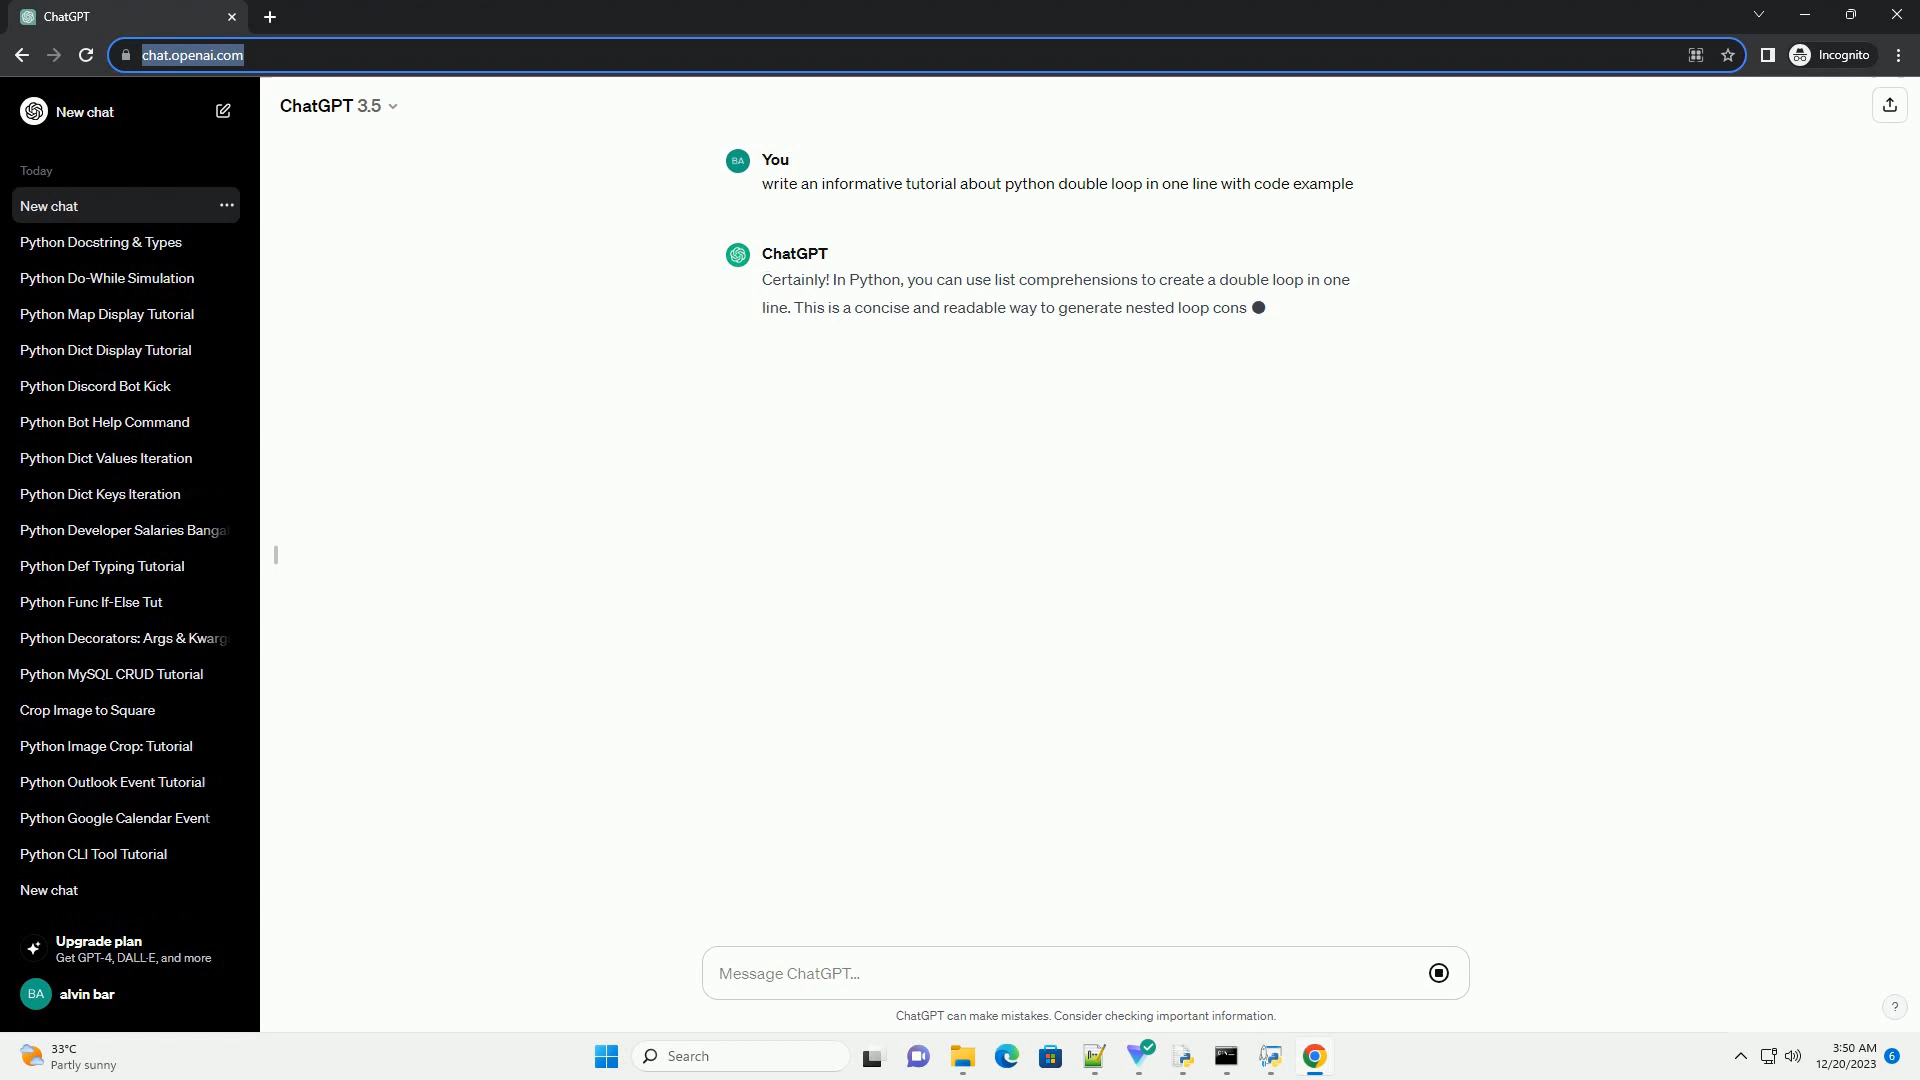 ChatGPT
chat.openai.com
Incognito
New chat
Today
New chat
Python Docstring & Types
Python Do-While Simulation
Python Map Display Tutorial
Python Dict Display Tutorial
Python Discord Bot Kick
Python Bot Help Command
Python Dict Values Iteration
Python Dict Keys Iteration
Python Developer Salaries Banga
Python Def Typing Tutorial
Python Func If-Else Tut
Python Decorators: Args & Kwarg
Python MySQL CRUD Tutorial
Crop Image to Square
Python Image Crop: Tutorial
Python Outlook Event Tutorial
Python Google Calendar Event
Python CLI Tool Tutorial
New chat
Upgrade plan
Get GPT-4, DALL·E, and more
BA alvin bar
ChatGPT 3.5
BA You
write an informative tutorial about python double loop in one line with code example
ChatGPT
Certainly! In Python, you can use list comprehensions to create a double loop in one
line. This is a concise and readable way to generate nested loop cons
Message ChatGPT...
ChatGPT can make mistakes. Consider checking important information.
?
33°C
Partly sunny
Search
3:50 AM
12/20/2023
6